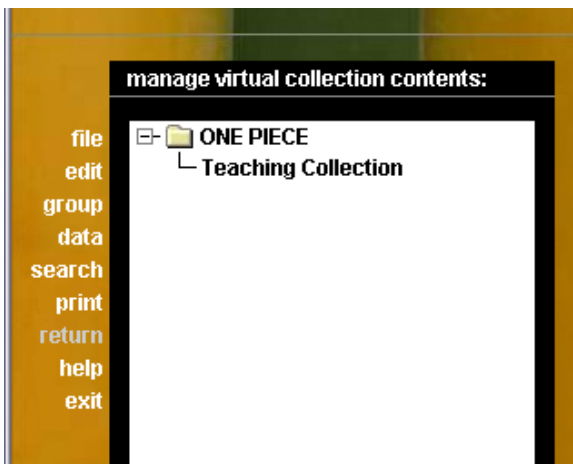 manage virtual collection contents:
file
edit
group
data
search
print
return
help
exit
ONE PIECE
Teaching Collection